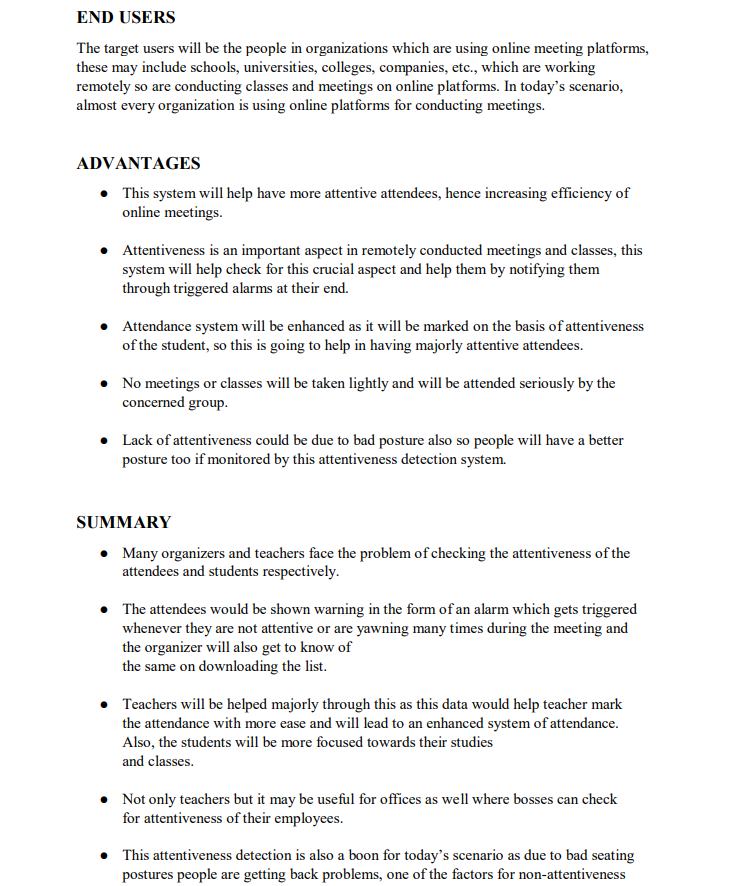 END USERS
The target users will be the people in organizations which are using online meeting platforms,
these may include schools, universities, colleges, companies, etc., which are working
remotely so are conducting classes and meetings on online platforms. In today’s scenario,
almost every organization is using online platforms for conducting meetings.
ADVANTAGES
● This system will help have more attentive attendees, hence increasing efficiency of
online meetings.
● Attentiveness is an important aspect in remotely conducted meetings and classes, this
system will help check for this crucial aspect and help them by notifying them
through triggered alarms at their end.
● Attendance system will be enhanced as it will be marked on the basis of attentiveness
of the student, so this is going to help in having majorly attentive attendees.
● No meetings or classes will be taken lightly and will be attended seriously by the
concerned group.
● Lack of attentiveness could be due to bad posture also so people will have a better
posture too if monitored by this attentiveness detection system.
SUMMARY
● Many organizers and teachers face the problem of checking the attentiveness of the
attendees and students respectively.
● The attendees would be shown warning in the form of an alarm which gets triggered
whenever they are not attentive or are yawning many times during the meeting and
the organizer will also get to know of
the same on downloading the list.
● Teachers will be helped majorly through this as this data would help teacher mark
the attendance with more ease and will lead to an enhanced system of attendance.
Also, the students will be more focused towards their studies
and classes.
● Not only teachers but it may be useful for offices as well where bosses can check
for attentiveness of their employees.
● This attentiveness detection is also a boon for today’s scenario as due to bad seating
postures people are getting back problems, one of the factors for non-attentiveness